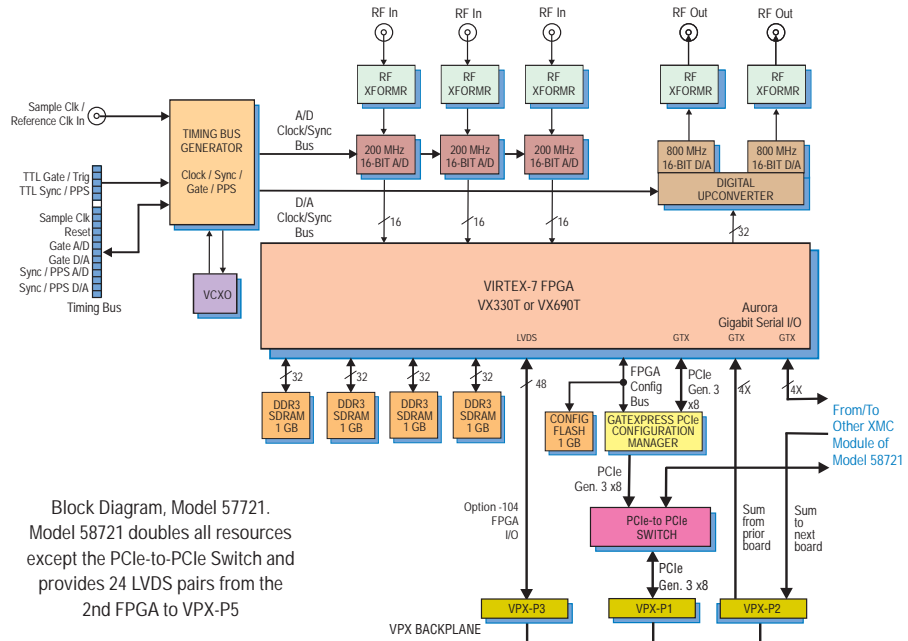 RF In
RF In
RF In
RF Out
RF Out
RF
XFORMR
RF
XFORMR
RF
XFORMR
RF
XFORMR
RF
XFORMR
Sample Clk /
Reference Clk In
TIMING BUS
GENERATOR
Clock / Sync /
Gate / PPS
A/D
Clock/Sync
Bus
200 MHz
16-BIT A/D
200 MHz
16-BIT A/D
200 MHz
16-BIT A/D
800 MHz
16-BIT D/A
800 MHz
16-BIT D/A
DIGITAL
UPCONVERTER
TTL Gate / Trig
TTL Sync / PPS
Sample Clk
Reset
Gate A/D
Gate D/A
Sync / PPS A/D
Sync / PPS D/A
Timing Bus
D/A
Clock/Sync
Bus
16
16
16
32
VCXO
VIRTEX-7 FPGA
VX330T or VX690T
Aurora
Gigabit Serial I/O
LVDS
GTX
GTX
GTX
32
32
32
32
48
FPGA
Config
Bus
PCIe
Gen. 3
x8
4X
4X
DDR3
SDRAM
1 GB
DDR3
SDRAM
1 GB
DDR3
SDRAM
1 GB
DDR3
SDRAM
1 GB
CONFIG
FLASH
1 GB
GATEXPRESS PCIe
CONFIGURATION
MANAGER
From/To
Other XMC
Module of
Model 58721
PCIe
Gen. 3 x8
Option -104
FPGA
I/O
PCIe-to PCIe
SWITCH
Sum
from
prior
board
Sum
to
next
board
PCIe
Gen. 3 x8
Block Diagram, Model 57721.
Model 58721 doubles all resources
except the PCIe-to-PCIe Switch and
provides 24 LVDS pairs from the
2nd FPGA to VPX-P5
VPX-P3
VPX-P1
VPX-P2
VPX BACKPLANE